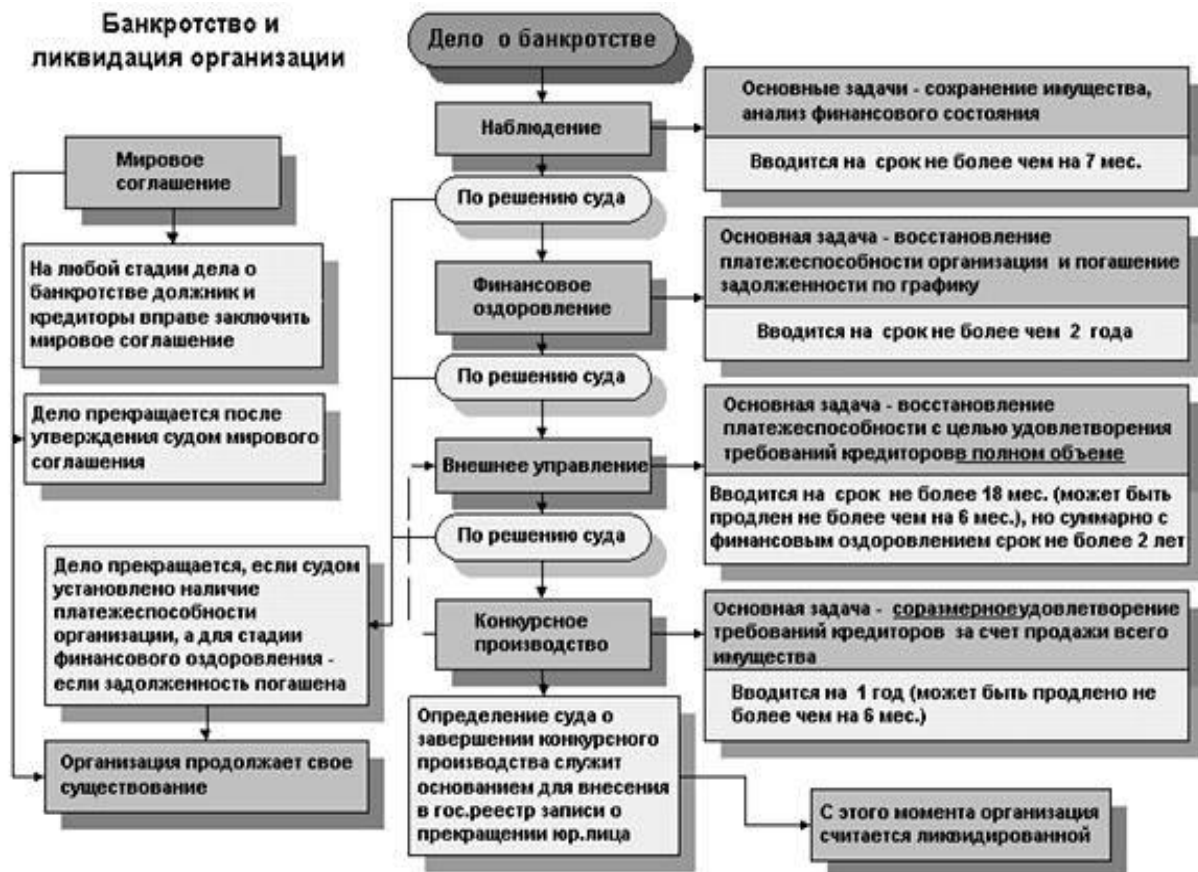 Банкротство и
ликвидация организации
Дело о банкротстве
Наблюдение
Основные задачи - сохранение имущества,
анализ финансового состояния
Вводится на срок не более чем на 7 мес.
По решению суда
Мировое
соглашение
На любой стадии дела о
банкротстве должник и
кредиторы вправе заключить
мировое соглашение
Дело прекращается после
утверждения судом мирового
соглашения
Финансовое
оздоровление
Основная задача - восстановление
платежеспособности организации и погашение
задолженности по графику
Вводится на срок не более чем 2 года
По решению суда
Внешнее управление
Основная задача - восстановление
платежеспособности с целью удовлетворения
требований кредиторов в полном объеме
Вводится на срок не более 18 мес. (может быть
продлен не более чем на 6 мес.), но суммарно с
финансовым оздоровлением срок не более 2 лет
По решению суда
Дело прекращается, если судом
установлено наличие
платежеспособности
организации, а для стадии
финансового оздоровления -
если задолженность погашена
Организация продолжает свое
существование
Конкурсное
производство
Основная задача - соразмерное удовлетворение
требований кредиторов за счет продажи всего
имущества
Вводится на 1 год (может быть продлено не
более чем на 6 мес.)
Определение суда о
завершении конкурсного
производства служит
основанием для внесения
в гос.реестр записи о
прекращении юр.лица
С этого момента организация
считается ликвидированной